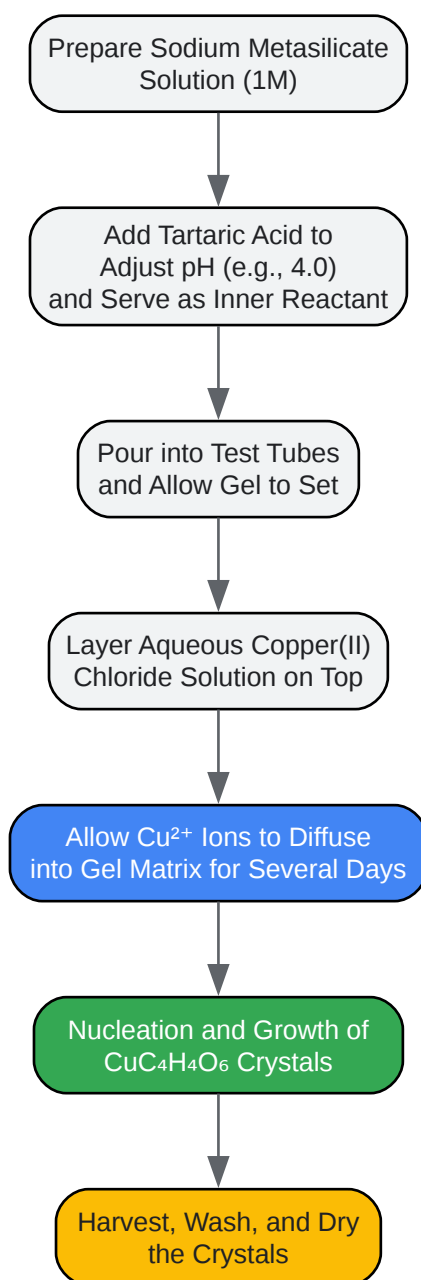 Prepare Sodium Metasilicate
Solution (1M)
Add Tartaric Acid to
Adjust pH (e.g., 4.0)
and Serve as Inner Reactant
Pour into Test Tubes
and Allow Gel to Set
Layer Aqueous Copper(II)
Chloride Solution on Top
Allow Cu²⁺ Ions to Diffuse
into Gel Matrix for Several Days
Nucleation and Growth of
CuC₄H₄O₆ Crystals
Harvest, Wash, and Dry
the Crystals